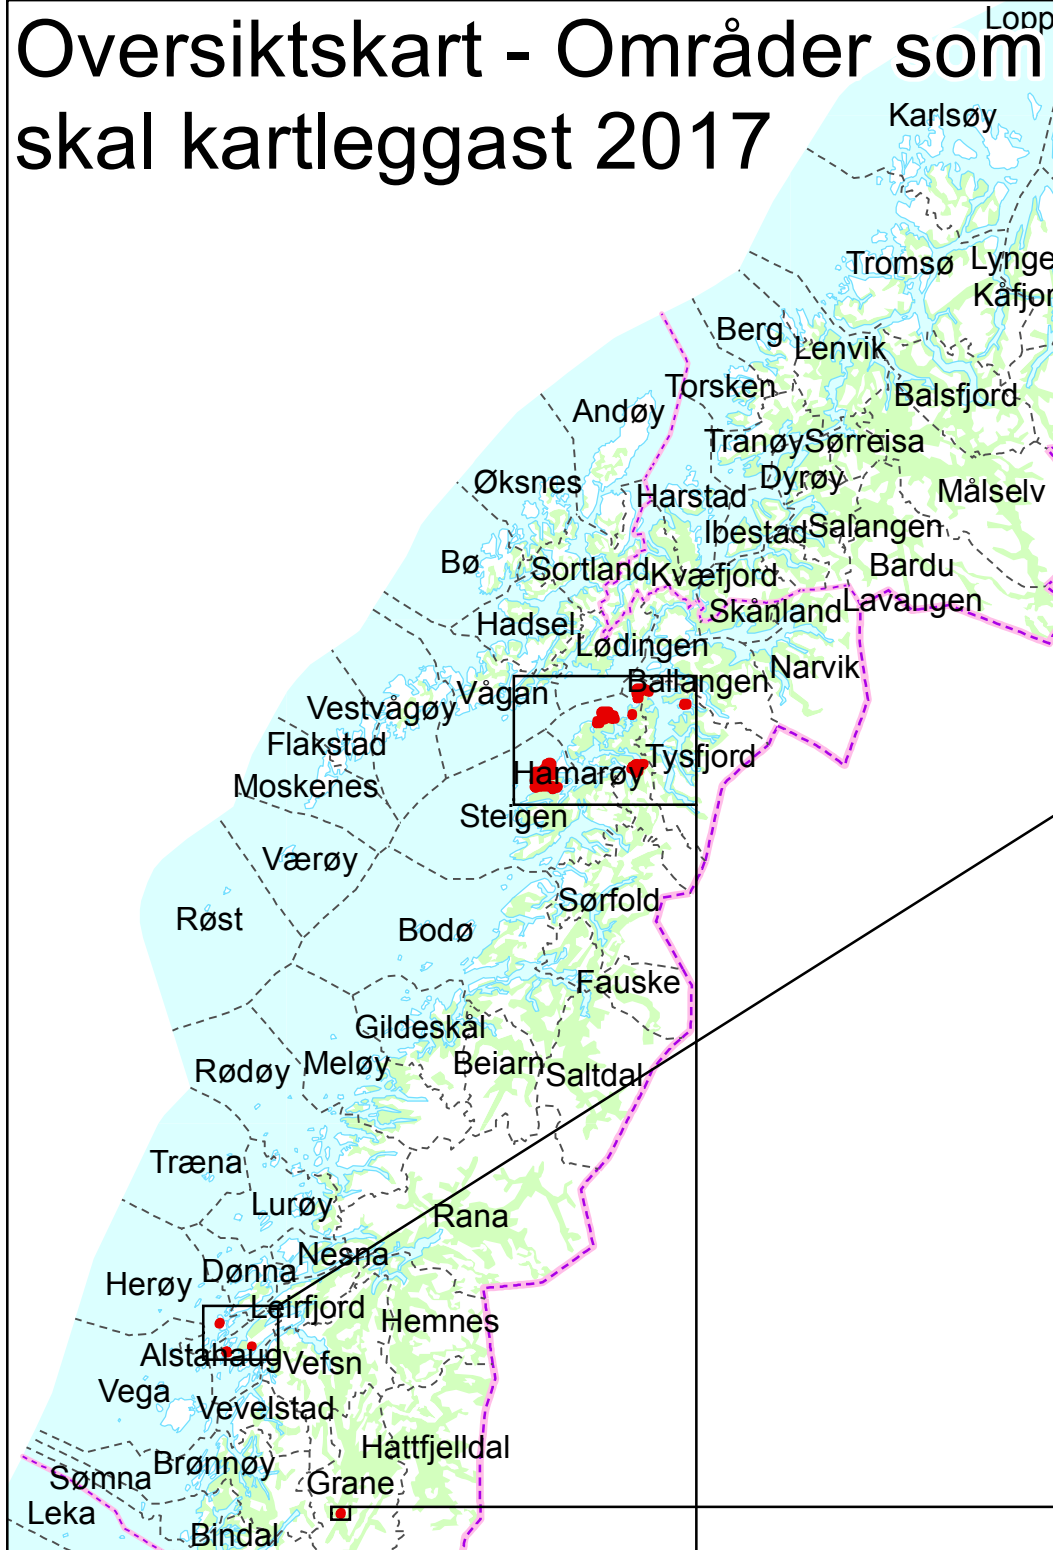 Oversiktskart - Områder som
skal kartleggast 2017
Lopp
Karlsøy
Tromsø
Lynge
Kåfjor
Berg
Lenvik
Torsken
Balsfjord
Andøy
Tranøy
Sørreisa
Dyrøy
Øksnes
Harstad
Målselv
Ibestad
Salangen
Bø
Sortland
Kvæfjord
Bardu
Lavangen
Skånland
Hadsel
Lødingen
Narvik
Ballangen
Vågan
Vestvågøy
Flakstad
Tysfjord
Hamarøy
Moskenes
Steigen
Værøy
Sørfold
Røst
Bodø
Fauske
Gildeskål
Meløy
Beiarn
Rødøy
Saltdal
Træna
Lurøy
Rana
Nesna
Dønna
Herøy
Leirfjord
Hemnes
Alstahaug
Vefsn
Vega
Vevelstad
Hattfjelldal
Brønnøy
Sømna
Grane
Leka
Bindal